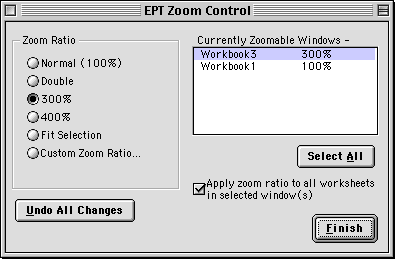 EPT Zoom Control
Zoom Ratio
Normal (100%)
Double
300%
400%
Fit Selection
Custom Zoom Ratio...
Undo All Changes
Currently Zoomable Windows -
Workbook3 300%
Workbook1 100%
Select All
Apply zoom ratio to all worksheets
in selected window(s)
Finish